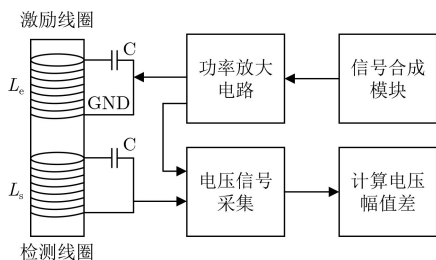 激励线圈
C
Le
GND
功率放大
电路
信号合成
模块
C
Ls
电压信号
采集
计算电压
幅值差
检测线圈